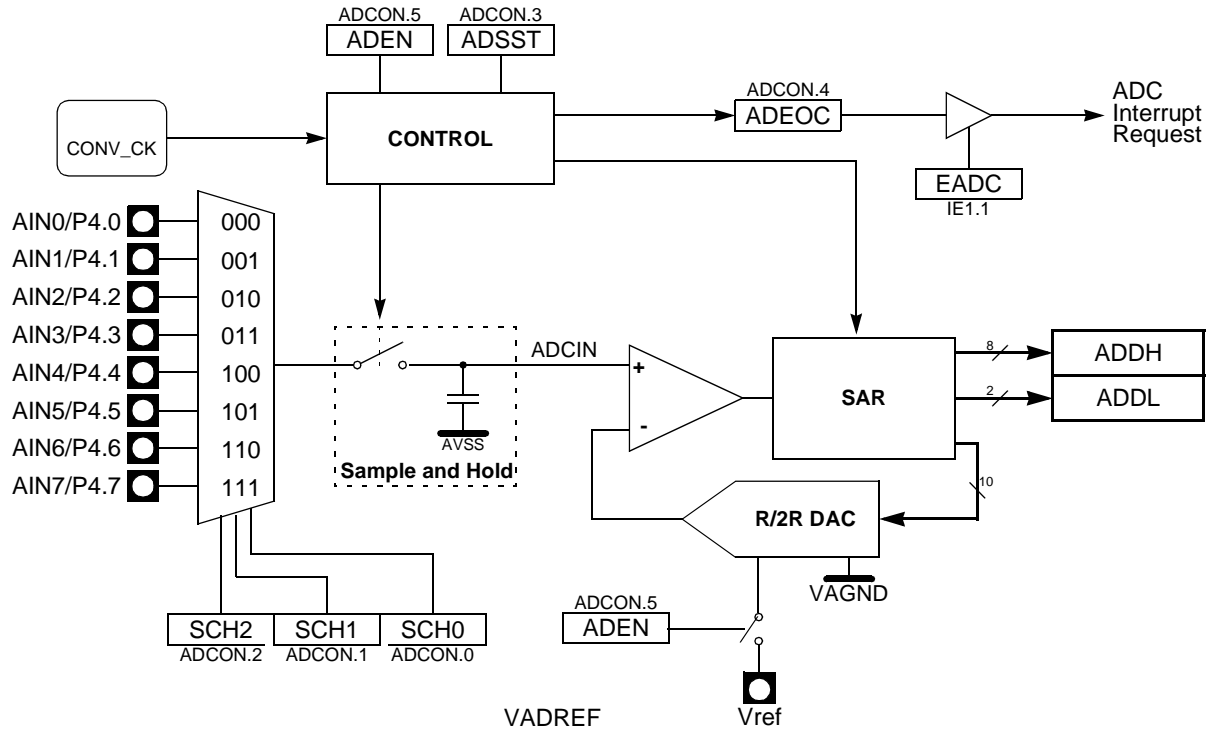 ADCON.5
ADEN
ADCON.3
ADSST
CONV_CK
CONTROL
ADCON.4
ADEOC
ADC
Interrupt
Request
EADC
IE1.1
AIN0/P4.0
000
AIN1/P4.1
001
AIN2/P4.2
010
AIN3/P4.3
011
AIN4/P4.4
100
AIN5/P4.5
101
AIN6/P4.6
110
AIN7/P4.7
111
AVSS
Sample and Hold
ADCIN
+
-
SAR
8
ADDH
2
ADDL
10
R/2R DAC
VAGND
ADCON.5
ADEN
SCH2
ADCON.2
SCH1
ADCON.1
SCH0
ADCON.0
VADREF
Vref